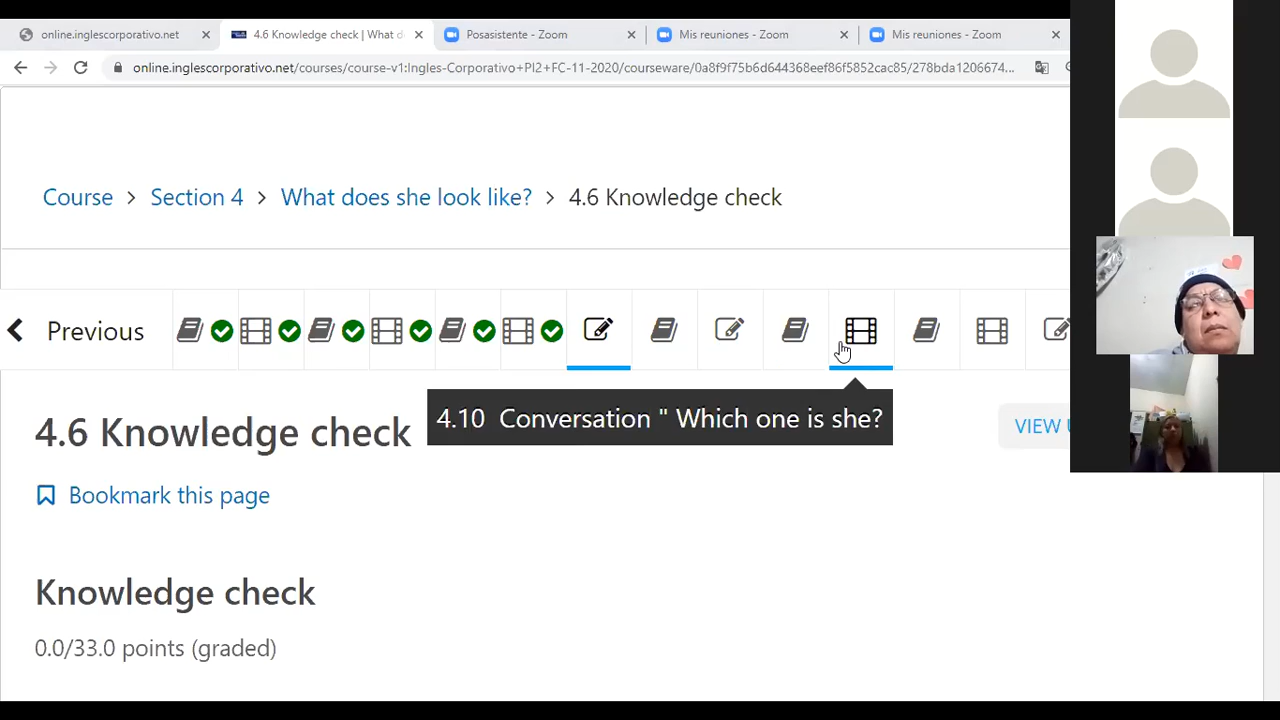 online.inglescorporativo.net
4.6 Knowledge check | What d
Posasistente - Zoom
Mis reuniones - Zoom
Mis reuniones - Zoom
online.inglescorporativo.net/courses/course-v1:Ingles-Corporativo+PI2+FC-11-2020/courseware/0a8f9f75b6d644368eef86f5852cac85/278bda1206674...
Course > Section 4 > What does she look like? > 4.6 Knowledge check
Previous
4.10 Conversation " Which one is she?
4.6 Knowledge check
VIEW
Bookmark this page
Knowledge check
0.0/33.0 points (graded)